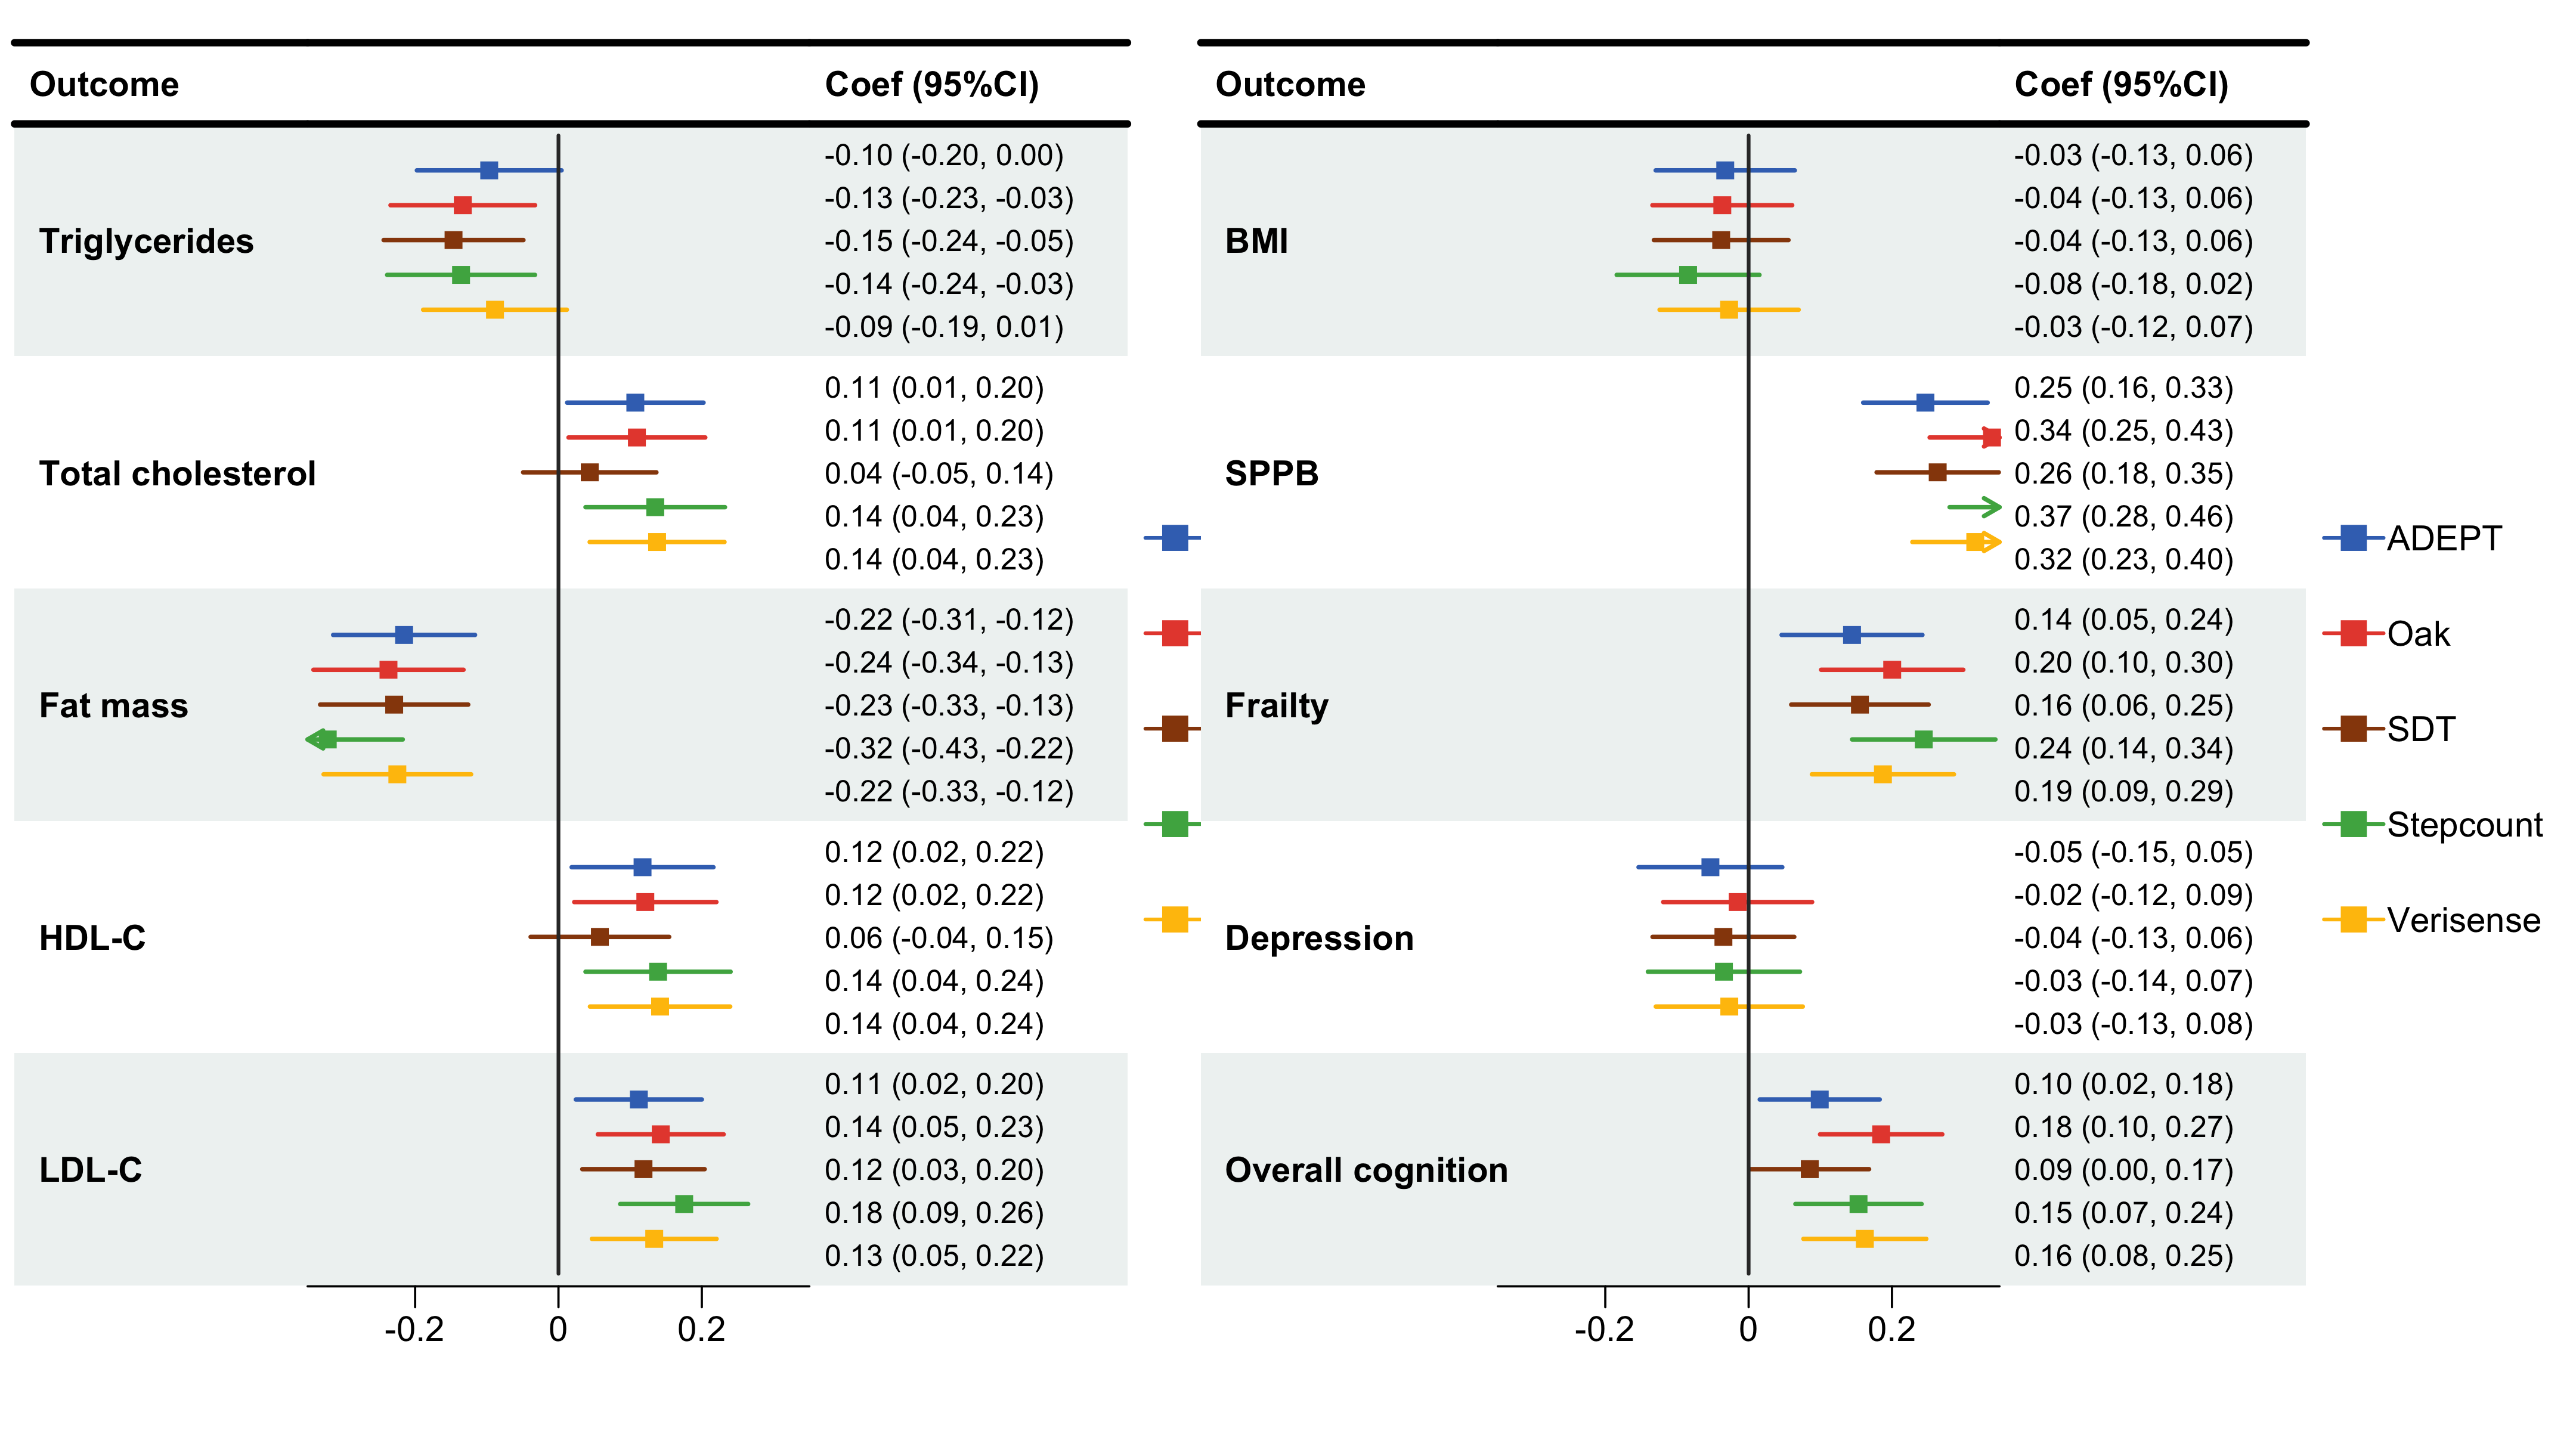 Outcome Coef (95%CI)
Triglycerides
-0.10 (-0.20, 0.00)
-0.13 (-0.23, -0.03)
-0.15 (-0.24, -0.05)
-0.14 (-0.24, -0.03)
-0.09 (-0.19, 0.01)
Total cholesterol
0.11 (0.01, 0.20)
0.11 (0.01, 0.20)
0.04 (-0.05, 0.14)
0.14 (0.04, 0.23)
0.14 (0.04, 0.23)
Fat mass
-0.22 (-0.31, -0.12)
-0.24 (-0.34, -0.13)
-0.23 (-0.33, -0.13)
-0.32 (-0.43, -0.22)
-0.22 (-0.33, -0.12)
HDL-C
0.12 (0.02, 0.22)
0.12 (0.02, 0.22)
0.06 (-0.04, 0.15)
0.14 (0.04, 0.24)
0.14 (0.04, 0.24)
LDL-C
0.11 (0.02, 0.20)
0.14 (0.05, 0.23)
0.12 (0.03, 0.20)
0.18 (0.09, 0.26)
0.13 (0.05, 0.22)
-0.2 0 0.2
Outcome Coef (95%CI)
BMI
-0.03 (-0.13, 0.06)
-0.04 (-0.13, 0.06)
-0.04 (-0.13, 0.06)
-0.08 (-0.18, 0.02)
-0.03 (-0.12, 0.07)
SPPB
0.25 (0.16, 0.33)
0.34 (0.25, 0.43)
0.26 (0.18, 0.35)
0.37 (0.28, 0.46)
0.32 (0.23, 0.40)
Frailty
0.14 (0.05, 0.24)
0.20 (0.10, 0.30)
0.16 (0.06, 0.25)
0.24 (0.14, 0.34)
0.19 (0.09, 0.29)
Depression
-0.05 (-0.15, 0.05)
-0.02 (-0.12, 0.09)
-0.04 (-0.13, 0.06)
-0.03 (-0.14, 0.07)
-0.03 (-0.13, 0.08)
Overall cognition
0.10 (0.02, 0.18)
0.18 (0.10, 0.27)
0.09 (0.00, 0.17)
0.15 (0.07, 0.24)
0.16 (0.08, 0.25)
-0.2 0 0.2
ADEPT
Oak
SDT
Stepcount
Verisense